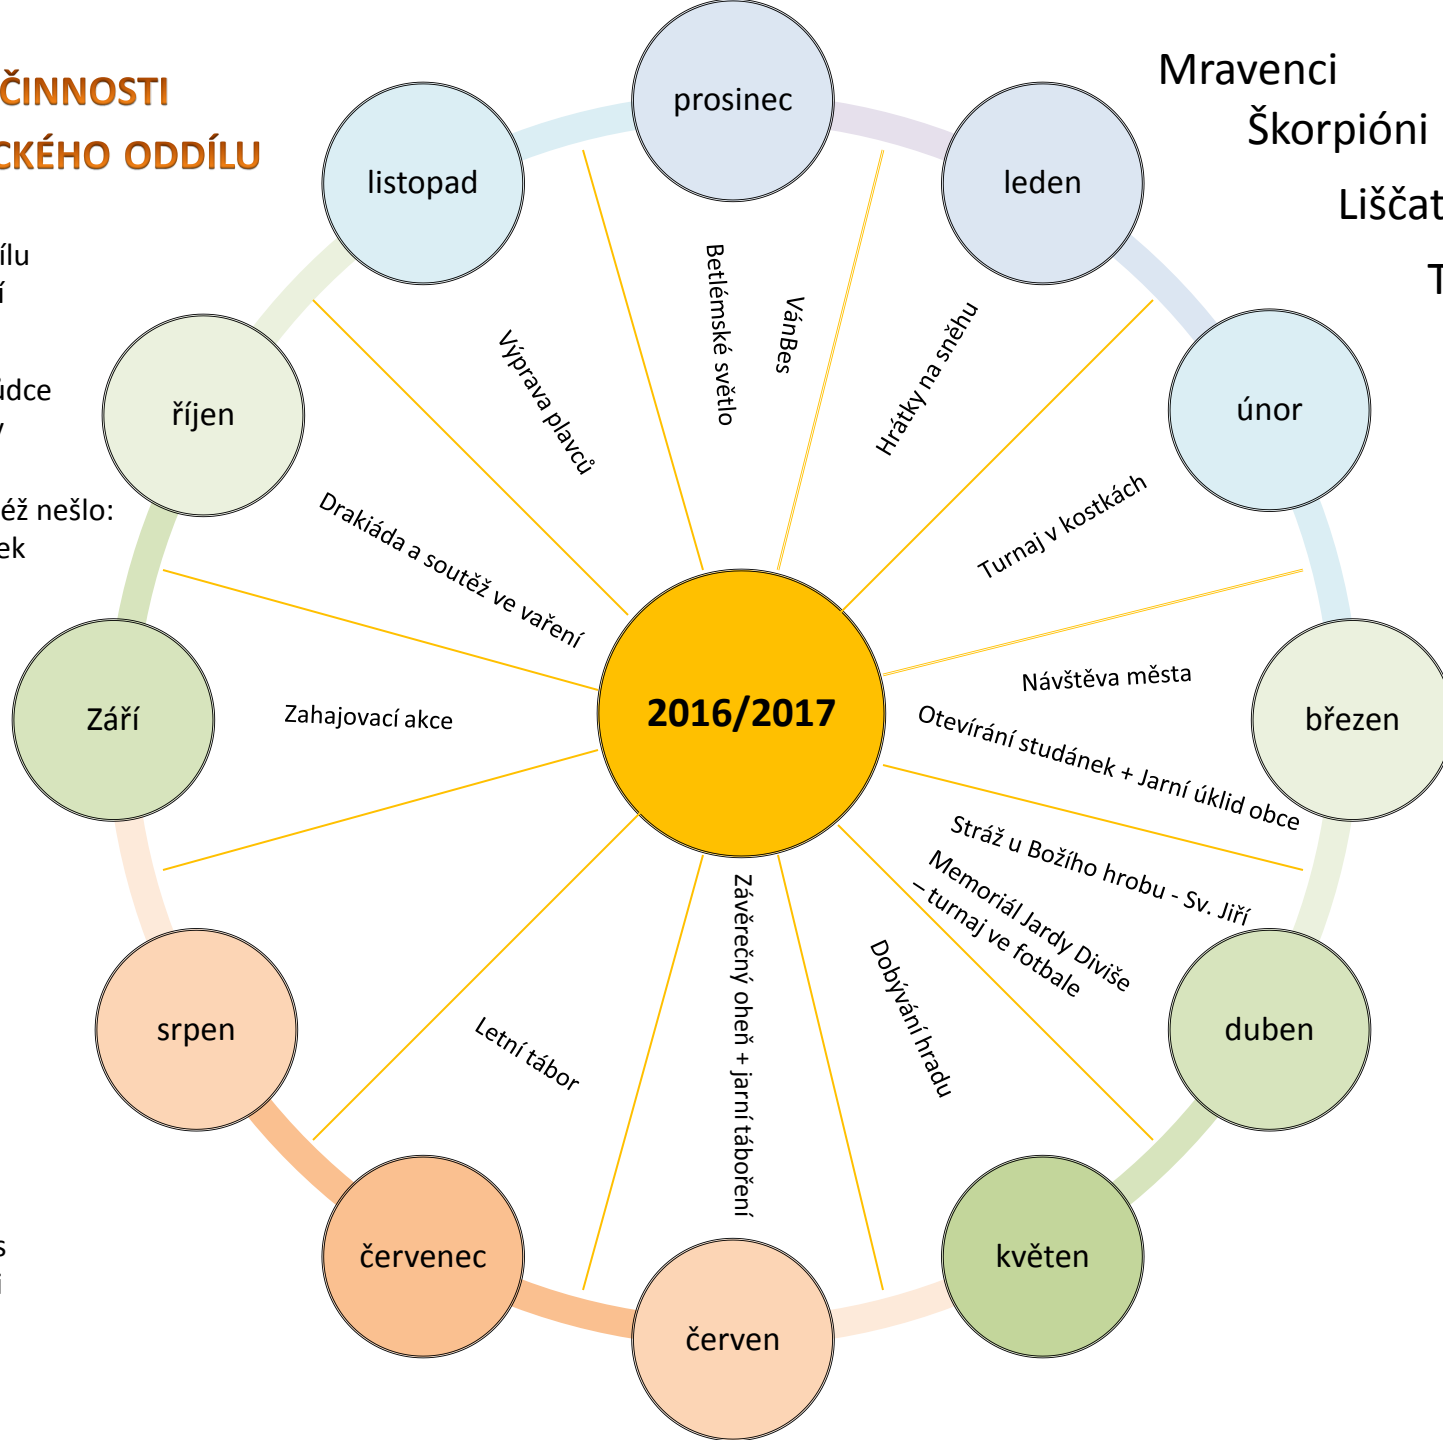 ČINNOSTI
CKÉHO ODDÍLU
ílu
í
ůdce
éž nešlo:
ek
s
i
Mravenci
Škorpióni
Liščat
T
prosinec
leden
únor
březen
duben
květen
červen
červenec
srpen
Září
říjen
listopad
2016/2017
Betlémské světlo
VánBes
Hrátky na sněhu
Turnaj v kostkách
Návštěva města
Otevírání studánek + Jarní úklid obce
Stráž u Božího hrobu - Sv. Jiří
Memoriál Jardy Diviše
– turnaj ve fotbale
Dobývání hradu
Závěrečný oheň + jarní táboření
Letní tábor
Zahajovací akce
Drakiáda a soutěž ve vaření
Výprava plavců